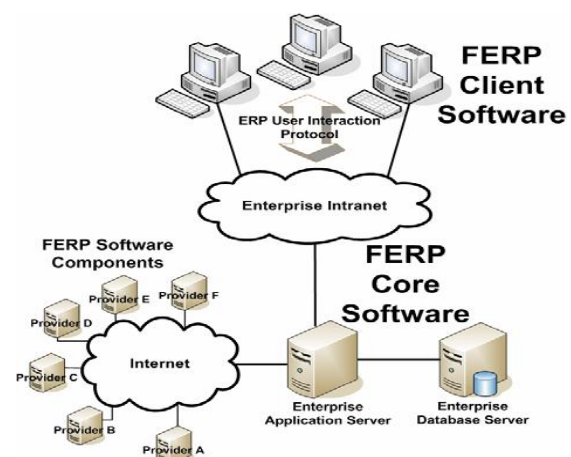 FERP
Client
Software
ERP User Interaction
Protocol
Enterprise Intranet
FERP Software
Components
FERP
Core
Software
Provider E
Provider F
Provider D
Internet
Provider C
Provider B
Provider A
Enterprise
Application Server
Enterprise
Database Server